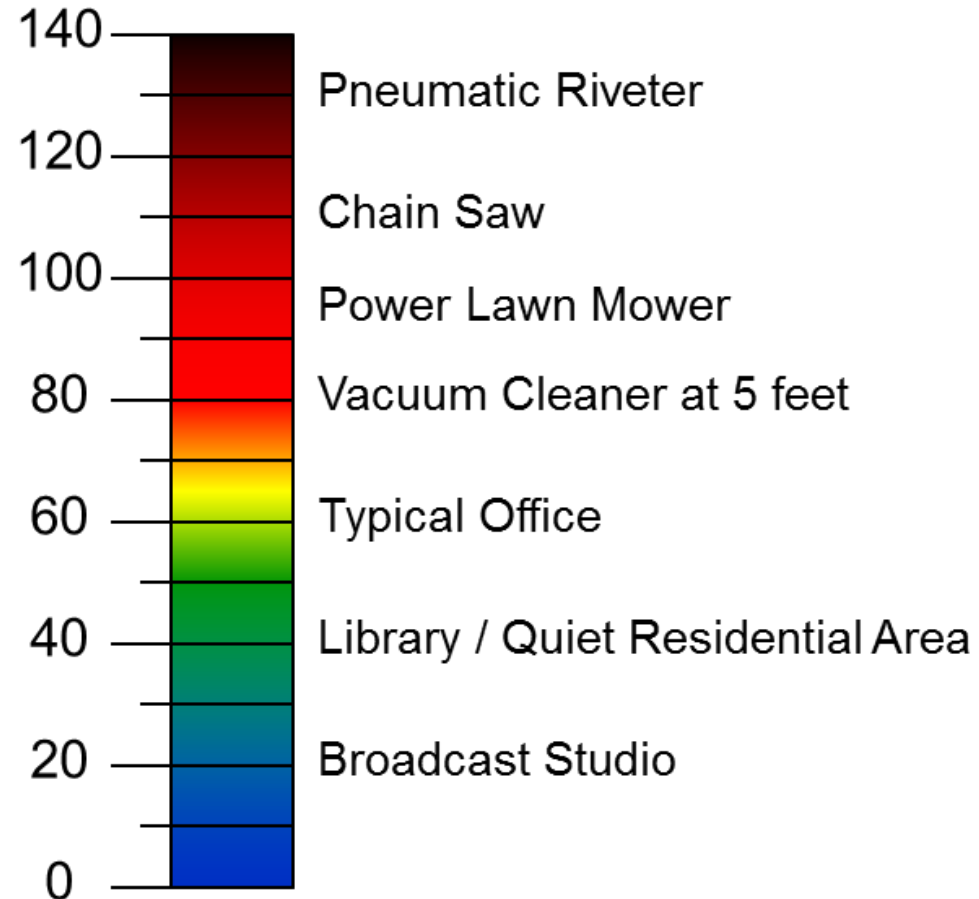 140
Pneumatic Riveter
120
Chain Saw
100
Power Lawn Mower
80
Vacuum Cleaner at 5 feet
60
Typical Office
40
Library / Quiet Residential Area
20
Broadcast Studio
0